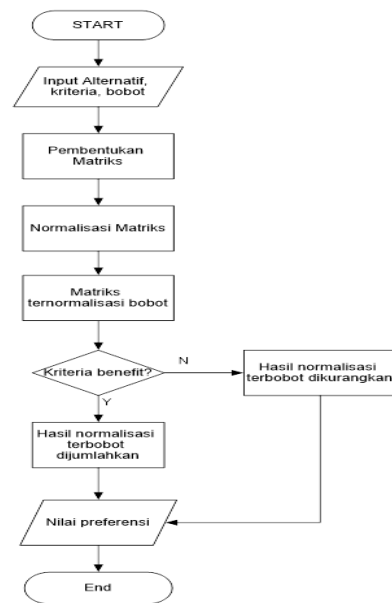 START
Input Alternatif,
kriteria, bobot
Pembentukan
Matriks
Normalisasi Matriks
Matriks
ternormalisasi bobot
Kriteria benefit?
N
Hasil normalisasi
terbobot dikurangkan
Y
Hasil normalisasi
terbobot
dijumlahkan
Nilai preferensi
End